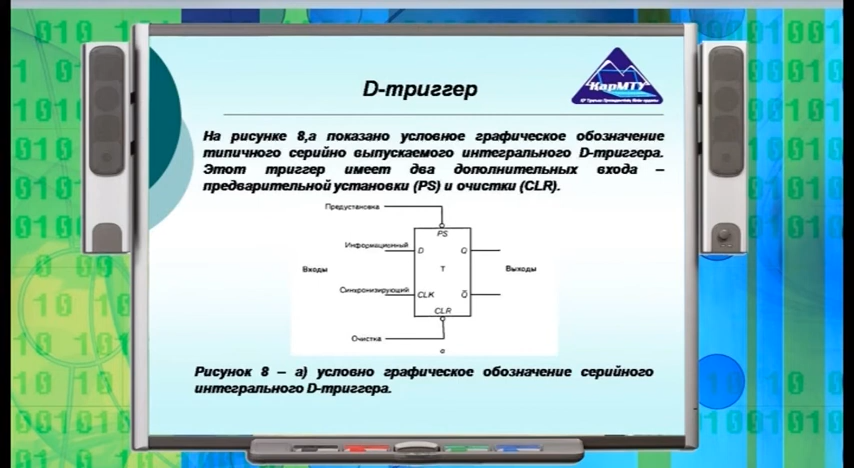 D-триггер
КарМТУ
На рисунке 8,а показано условное графическое обозначение
типичного серийно выпускаемого интегрального D-триггера.
Этот триггер имеет два дополнительных входа –
предварительной установки (PS) и очистки (CLR).
Предустановка
PS
Информационный
D
Q
Входы
T
Выходы
Синхронизирующий
CLK
Q̅
CLR
Очистка
а
Рисунок 8 – а) условно графическое обозначение серийного
интегрального D-триггера.